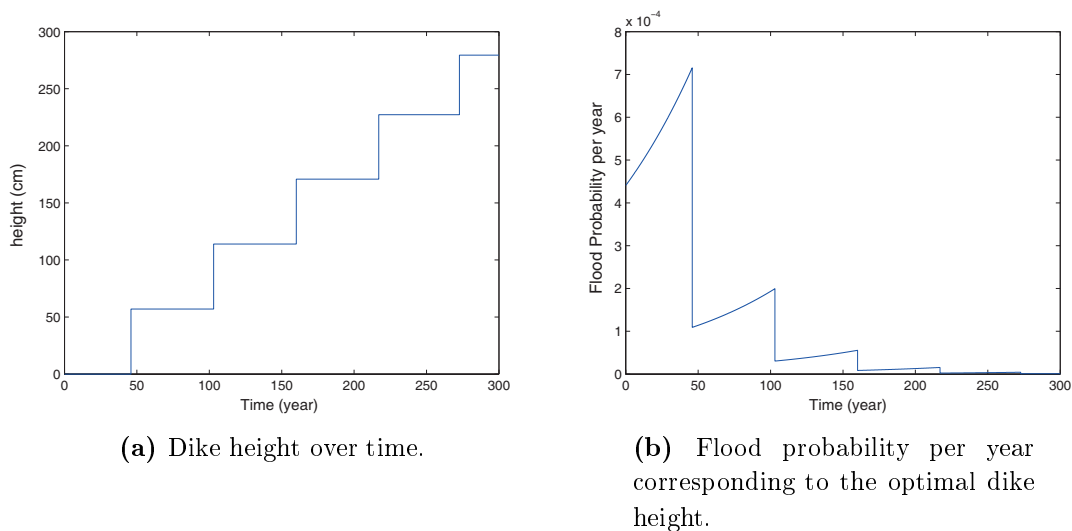 300
250
200
150
100
50
0
height (cm)
0 50 100 150 200 250 300
Time (year)
(a) Dike height over time.
x 10⁻⁴
8
7
6
5
4
2
1
0
Flood Probability per year
0 50 100 150 200 250 300
Time (year)
(b) Flood probability per year
corresponding to the optimal dike
height.